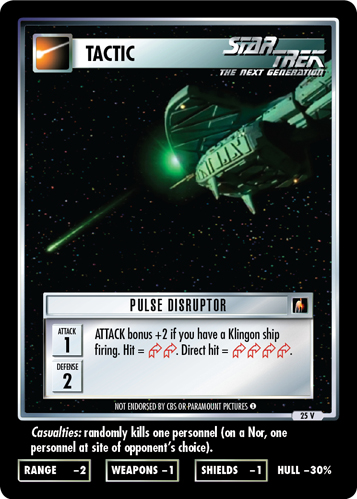 TACTIC
STAR TREK
THE NEXT GENERATION
PULSE DISRUPTOR
ATTACK
1
DEFENSE
2
ATTACK bonus +2 if you have a Klingon ship
firing. Hit = . Direct hit = .
NOT ENDORSED BY CBS OR PARAMOUNT PICTURES
25 V
Casualties: randomly kills one personnel (on a Nor, one
personnel at site of opponent's choice).
RANGE -2 WEAPONS -1 SHIELDS -1 HULL -30%